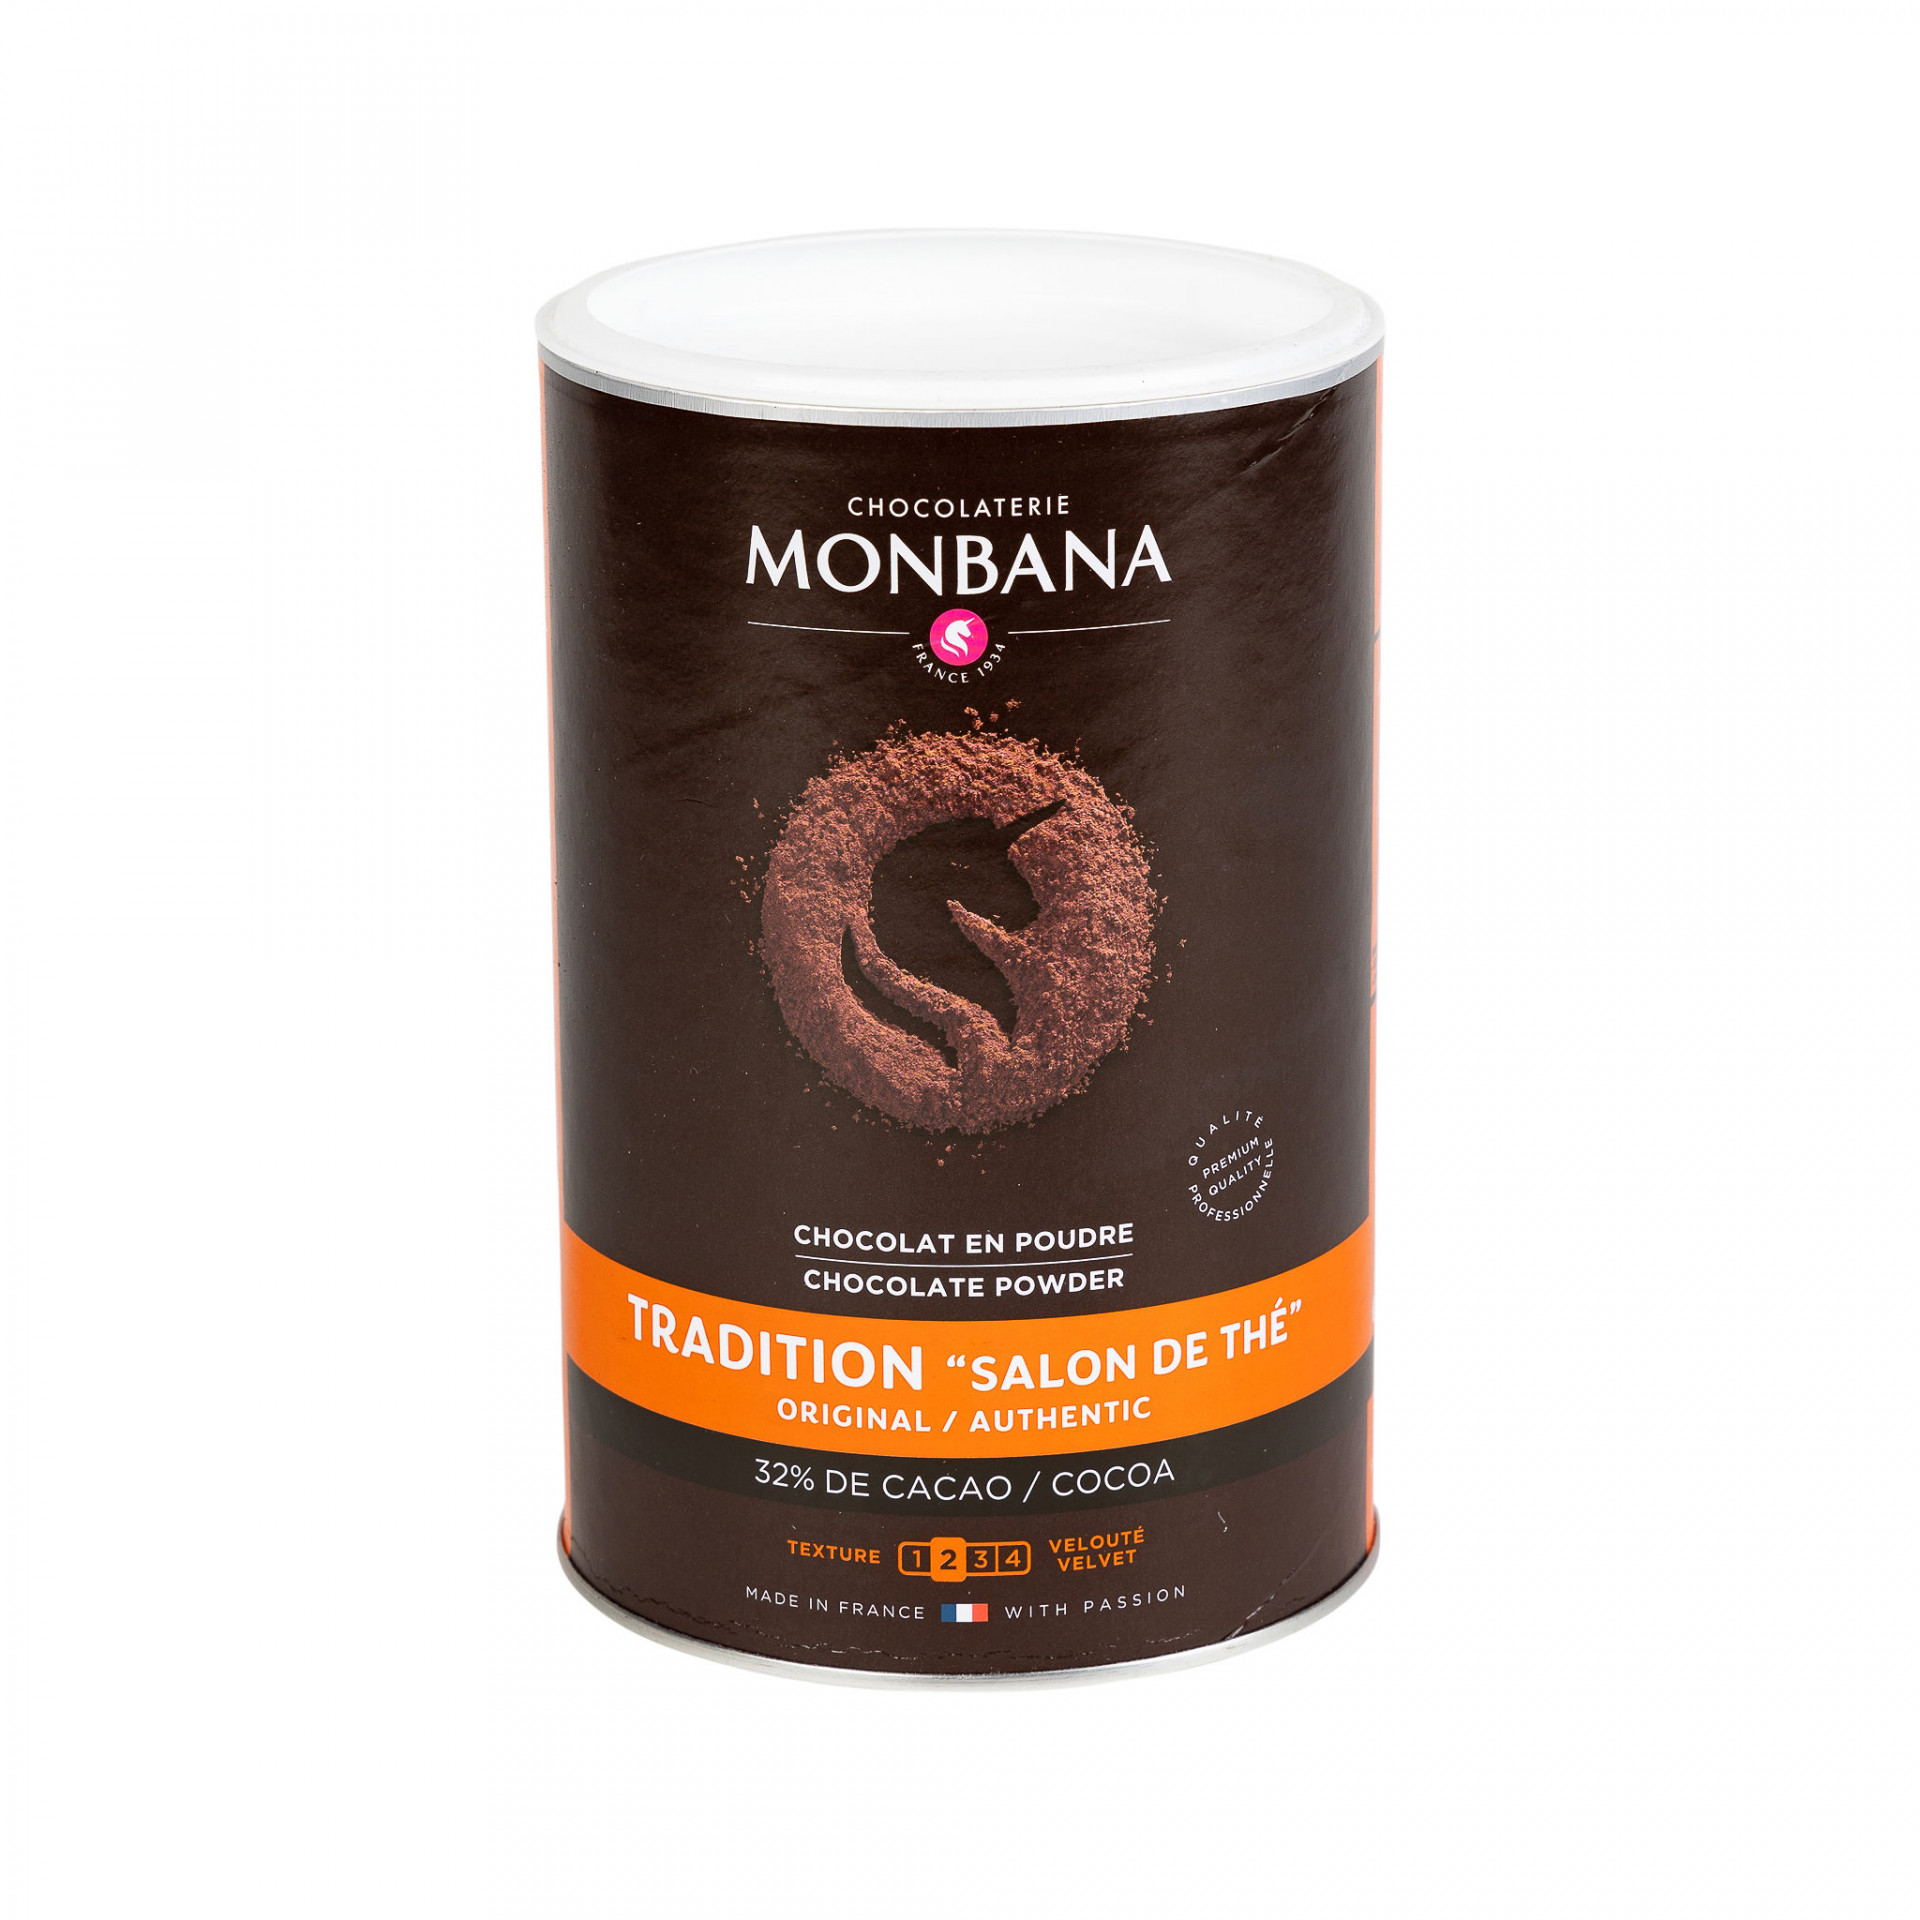 CHOCOLATERIE
MONBANA
FRANCE 1934
QUALITÉ
PREMIUM
QUALITY
PROFESSIONNELLE
CHOCOLAT EN POUDRE
CHOCOLATE POWDER
TRADITION “SALON DE THÉ”
ORIGINAL / AUTHENTIC
32% DE CACAO / COCOA
TEXTURE 1 2 3 4 VELOUTÉ
VELVET
MADE IN FRANCE WITH PASSION